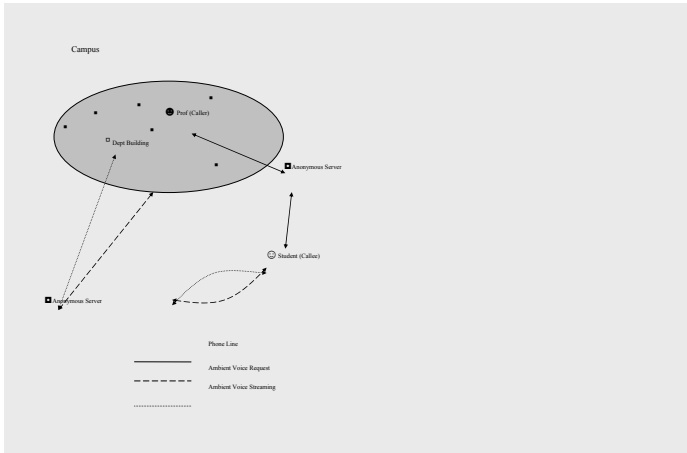 Campus
Prof (Caller)
Dept Building
Anonymous Server
Student (Callee)
Anonymous Server
Phone Line
Ambient Voice Request
Ambient Voice Streaming